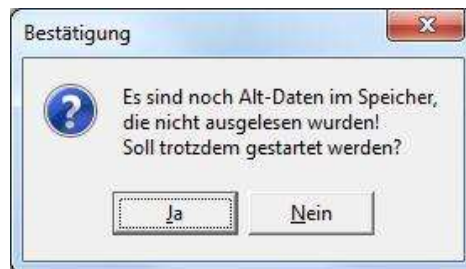 Bestätigung
Es sind noch Alt-Daten im Speicher,
die nicht ausgelesen wurden!
Soll trotzdem gestartet werden?
Ja
Nein